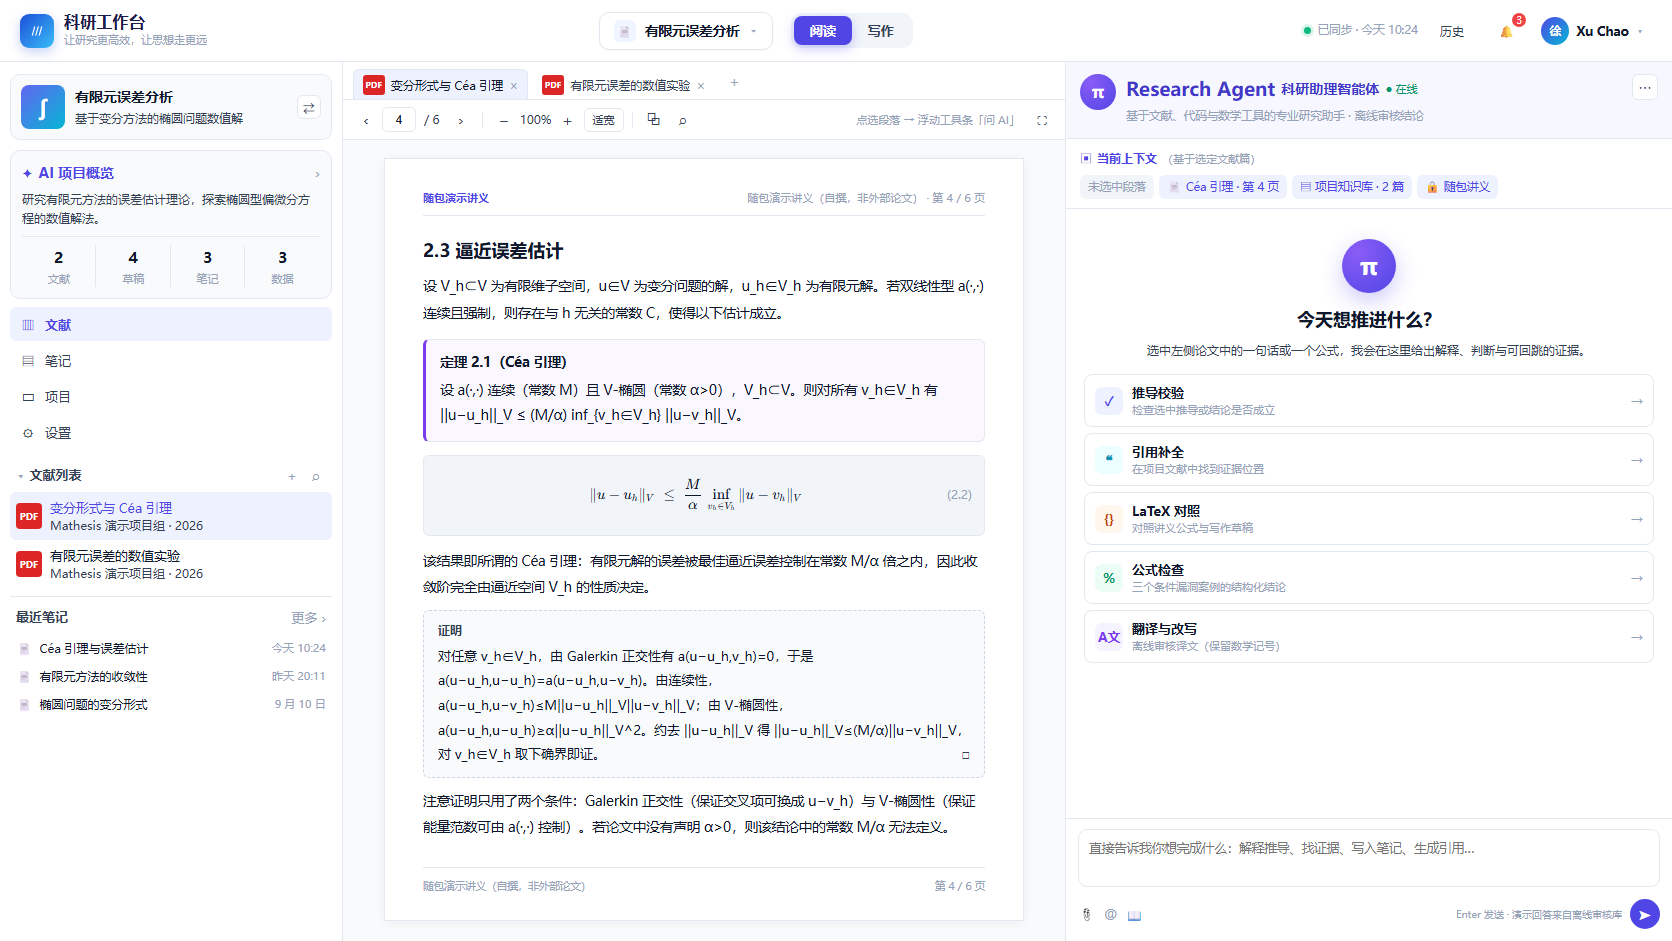 科研工作台
让研究更高效，让思想走更远
有限元误差分析
阅读
写作
已同步 · 今天 10:24
历史
3
徐
Xu Chao
有限元误差分析
基于变分方法的椭圆问题数值解
AI 项目概览
研究有限元方法的误差估计理论，探索椭圆型偏微分方
程的数值解法。
2
4
3
3
文献
草稿
笔记
数据
文献
笔记
项目
设置
文献列表
PDF
变分形式与 Céa 引理
Mathesis 演示项目组 · 2026
PDF
有限元误差的数值实验
Mathesis 演示项目组 · 2026
最近笔记
更多 ›
Céa 引理与误差估计
今天 10:24
有限元方法的收敛性
昨天 20:11
椭圆问题的变分形式
9 月 10 日
PDF 变分形式与 Céa 引理 ×
PDF 有限元误差的数值实验 ×
+
‹ 4 / 6 ›
− 100% +
适宽
点选段落 → 浮动工具条「问 AI」
随包演示讲义
随包演示讲义（自撰，非外部论文） · 第 4 / 6 页
2.3 逼近误差估计
设 V_h⊂V 为有限维子空间，u∈V 为变分问题的解，u_h∈V_h 为有限元解。若双线性型 a(·,·)
连续且强制，则存在与 h 无关的常数 C，使得以下估计成立。
定理 2.1（Céa 引理）
设 a(·,·) 连续（常数 M）且 V-椭圆（常数 α>0），V_h⊂V。则对所有 v_h∈V_h 有
||u−u_h||_V ≤ (M/α) inf_{v_h∈V_h} ||u−v_h||_V。
‖u − u_h‖_V ≤ M/α inf_{v_h∈V_h} ‖u − v_h‖_V
(2.2)
该结果即所谓的 Céa 引理：有限元解的误差被最佳逼近误差控制在常数 M/α 倍之内，因此收
敛阶完全由逼近空间 V_h 的性质决定。
证明
对任意 v_h∈V_h，由 Galerkin 正交性有 a(u−u_h,v_h)=0，于是
a(u−u_h,u−u_h)=a(u−u_h,u−v_h)。由连续性，
a(u−u_h,u−v_h)≤M||u−u_h||_V||u−v_h||_V；由 V-椭圆性，
a(u−u_h,u−u_h)≥α||u−u_h||_V^2。约去 ||u−u_h||_V 得 ||u−u_h||_V≤(M/α)||u−v_h||_V，
对 v_h∈V_h 取下确界即证。
□
注意证明只用了两个条件：Galerkin 正交性（保证交叉项可换成 u−v_h）与 V-椭圆性（保证
能量范数可由 a(·,·) 控制）。若论文中没有声明 α>0，则该结论中的常数 M/α 无法定义。
随包演示讲义（自撰，非外部论文）
第 4 / 6 页
π
Research Agent 科研助理智能体
在线
基于文献、代码与数学工具的专业研究助手 · 离线审核结论
当前上下文 （基于选定文献篇）
未选中段落
Céa 引理 · 第 4 页
项目知识库 · 2 篇
随包讲义
π
今天想推进什么？
选中左侧论文中的一句话或一个公式，我会在这里给出解释、判断与可回跳的证据。
✓
推导校验
检查选中推导或结论是否成立
→
❝
引用补全
在项目文献中找到证据位置
→
{}
LaTeX 对照
对照讲义公式与写作草稿
→
%
公式检查
三个条件漏洞案例的结构化结论
→
A文
翻译与改写
离线审核译文（保留数学记号）
→
直接告诉我你想完成什么：解释推导、找证据、写入笔记、生成引用...
@
Enter 发送 · 演示回答来自离线审核库